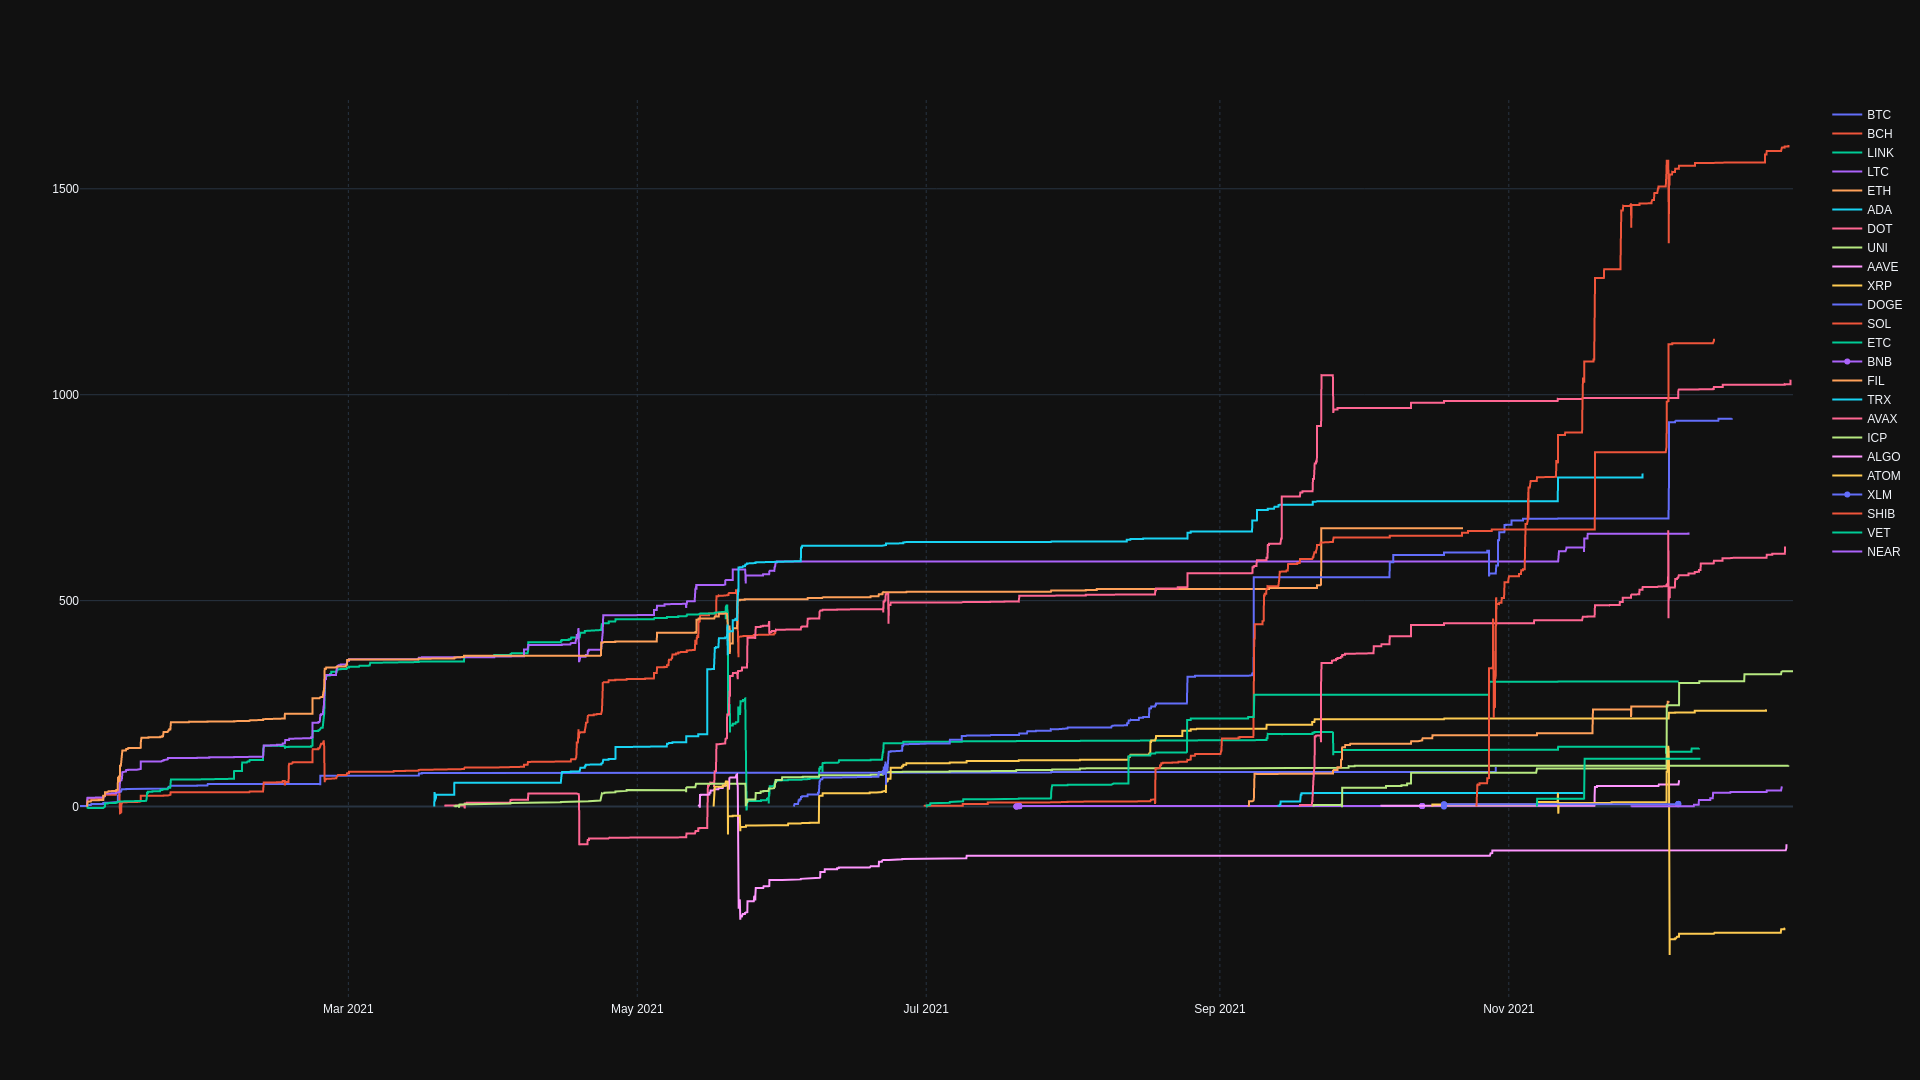 1500
1000
500
0
Mar 2021
May 2021
Jul 2021
Sep 2021
Nov 2021
BTC
BCH
LINK
LTC
ETH
ADA
DOT
UNI
AAVE
XRP
DOGE
SOL
ETC
BNB
FIL
TRX
AVAX
ICP
ALGO
ATOM
XLM
SHIB
VET
NEAR